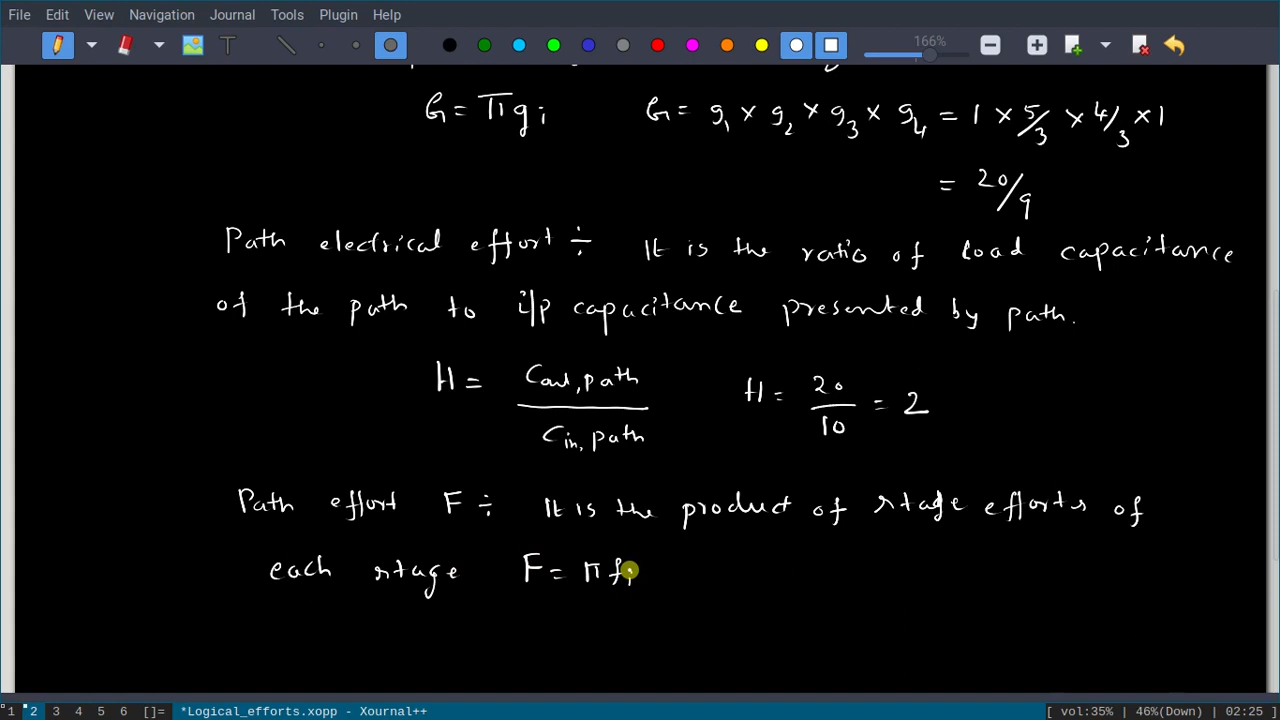 File Edit View Navigation Journal Tools Plugin Help
166%
G = πgi G = g1 × g2 × g3 × g4 = 1 × 5/3 × 4/3 × 1
= 20/9
Path electrical effort ÷ It is the ratio of load capacitance
of the path to i/p capacitance presented by path.
H = Cout,path / Cin,path H = 20/10 = 2
Path effort F ÷ It is the product of stage efforts of
each stage F = π fi
1 2 3 4 5 6 []= *Logical_efforts.xopp - Xournal++ [ vol:35% | 46%(Down) | 02:25 ]